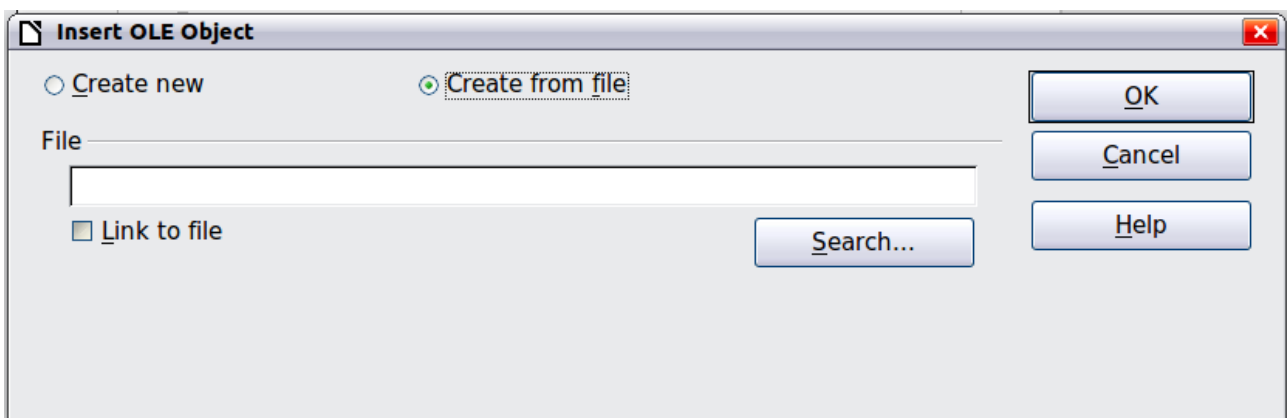 Insert OLE Object
Create new
Create from file
OK
File
Cancel
Link to file
Search...
Help